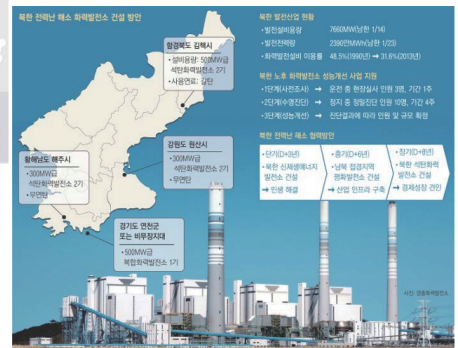 북한 전력난 해소 화력발전소 건설 방안
함경북도 김책시
•설비용량: 500MW급
석탄화력발전소 2기
•사용연료: 갈탄
강원도 원산시
•300MW급
석탄화력발전소 2기
•무연탄
황해남도 해주시
•300MW급
석탄화력발전소 2기
•무연탄
경기도 연천군
또는 비무장지대
•500MW급
복합화력발전소 1기
북한 발전산업 현황
•발전설비용량 7660MW(남한 1/14)
•발전전력량 2390만MWh(남한 1/23)
•화력발전설비 이용률 48.5%(1990년) → 31.6%(2013년)
북한 노후 화력발전소 성능개선 사업 지원
•1단계(사전조사) → 운전 중 현장실사 인원 3명, 기간 1주
•2단계(수명진단) → 정지 중 정밀진단 인원 10명, 기간 4주
•3단계(성능개선) → 진단결과에 따라 인원 및 규모 확정
북한 전력난 해소 협력방안
•단기(D+3년)
•북한 신재생에너지
발전소 건설
→ 민생 해결
•중기(D+6년)
•남북 접경지역
평화발전소 건설
→ 산업 인프라 구축
•장기(D+8년)
•북한 석탄화력
발전소 건설
→ 경제성장 견인